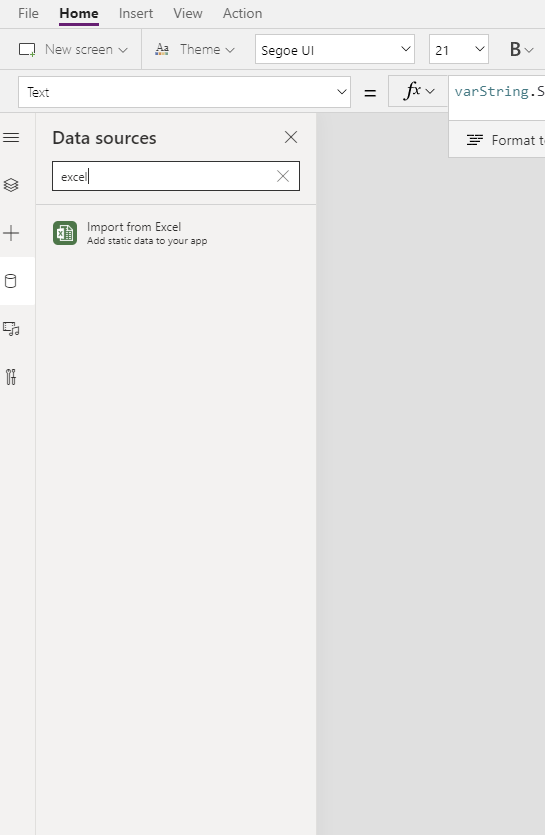 File Home Insert View Action
New screen Aa Theme Segoe UI 21 B
Text = fx varString.S
Data sources
Format t
excel
Import from Excel
Add static data to your app